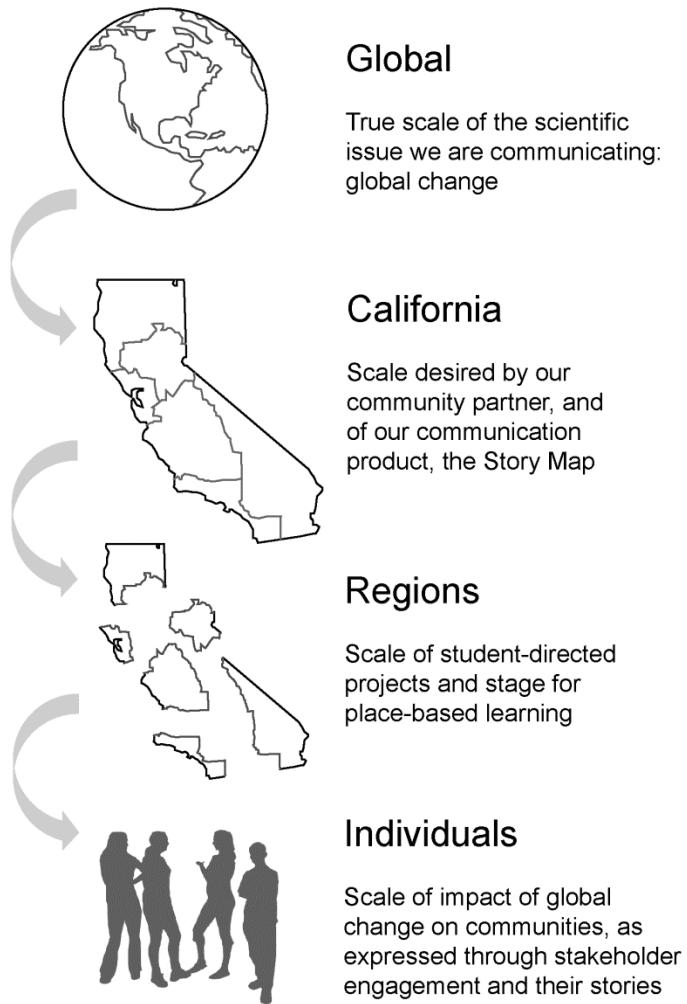 Global
True scale of the scientific
issue we are communicating:
global change
California
Scale desired by our
community partner, and
of our communication
product, the Story Map
Regions
Scale of student-directed
projects and stage for
place-based learning
Individuals
Scale of impact of global
change on communities, as
expressed through stakeholder
engagement and their stories